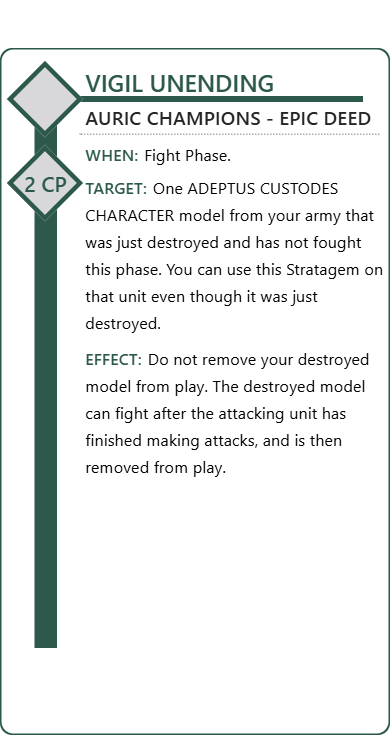 VIGIL UNENDING
AURIC CHAMPIONS - EPIC DEED
WHEN: Fight Phase.
2 CP
TARGET: One ADEPTUS CUSTODES
CHARACTER model from your army that
was just destroyed and has not fought
this phase. You can use this Stratagem on
that unit even though it was just
destroyed.
EFFECT: Do not remove your destroyed
model from play. The destroyed model
can fight after the attacking unit has
finished making attacks, and is then
removed from play.